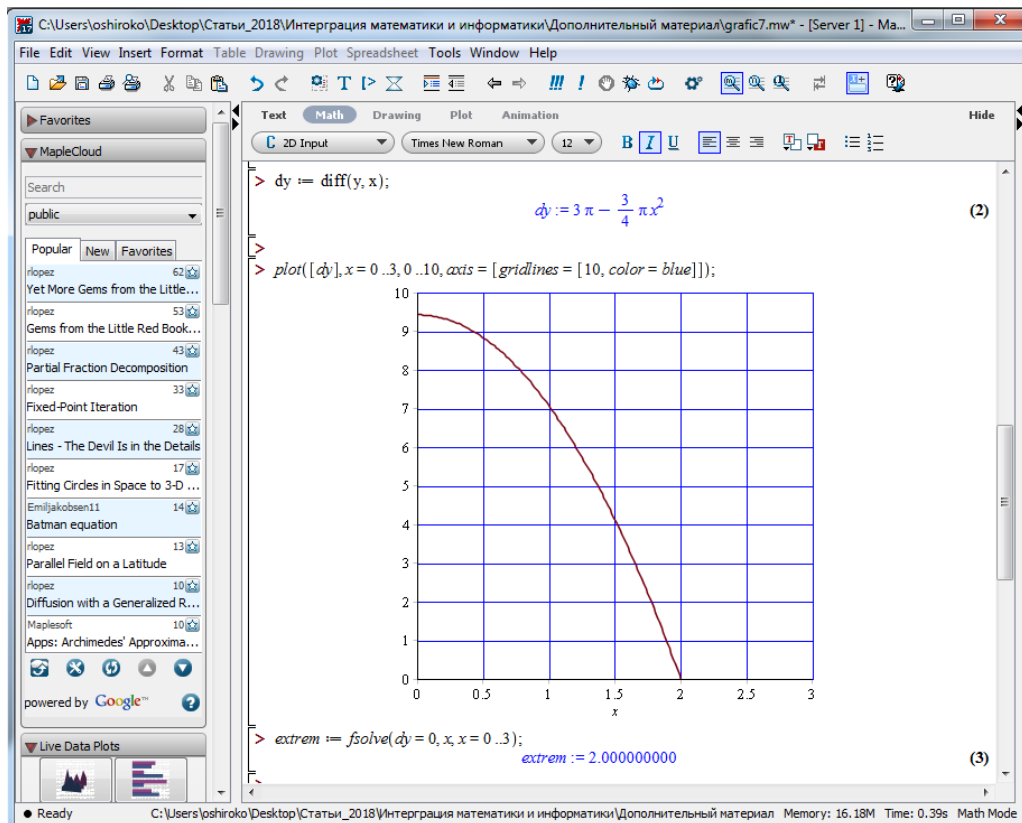 C:\Users\oshiroko\Desktop\Статьи_2018\Интергграция математики и информатики\Дополнительный материал\grafic7.mw* - [Server 1] - Ma...
File Edit View Insert Format Table Drawing Plot Spreadsheet Tools Window Help
Favorites
MapleCloud
Search
public
Popular New Favorites
rlopez 62
Yet More Gems from the Little...
rlopez 53
Gems from the Little Red Book...
rlopez 43
Partial Fraction Decomposition
rlopez 33
Fixed-Point Iteration
rlopez 28
Lines - The Devil Is in the Details
rlopez 17
Fitting Circles in Space to 3-D ...
Emiljakobsen11 14
Batman equation
rlopez 13
Parallel Field on a Latitude
rlopez 10
Diffusion with a Generalized R...
Maplesoft 10
Apps: Archimedes' Approxima...
powered by Google™
Live Data Plots
Text Math Drawing Plot Animation Hide
C 2D Input Times New Roman 12 B I U
> dy := diff(y, x);
dy := 3 π − 3/4 π x² (2)
>
> plot([dy], x = 0 ..3, 0 ..10, axis = [gridlines = [10, color = blue]]);
10
9
8
7
6
5
4
3
2
1
0
0 0.5 1 1.5 2 2.5 3
x
> extrem := fsolve(dy = 0, x, x = 0 ..3);
extrem := 2.000000000 (3)
>
Ready C:\Users\oshiroko\Desktop\Статьи_2018\Интергграция математики и информатики\Дополнительный материал Memory: 16.18M Time: 0.39s Math Mode